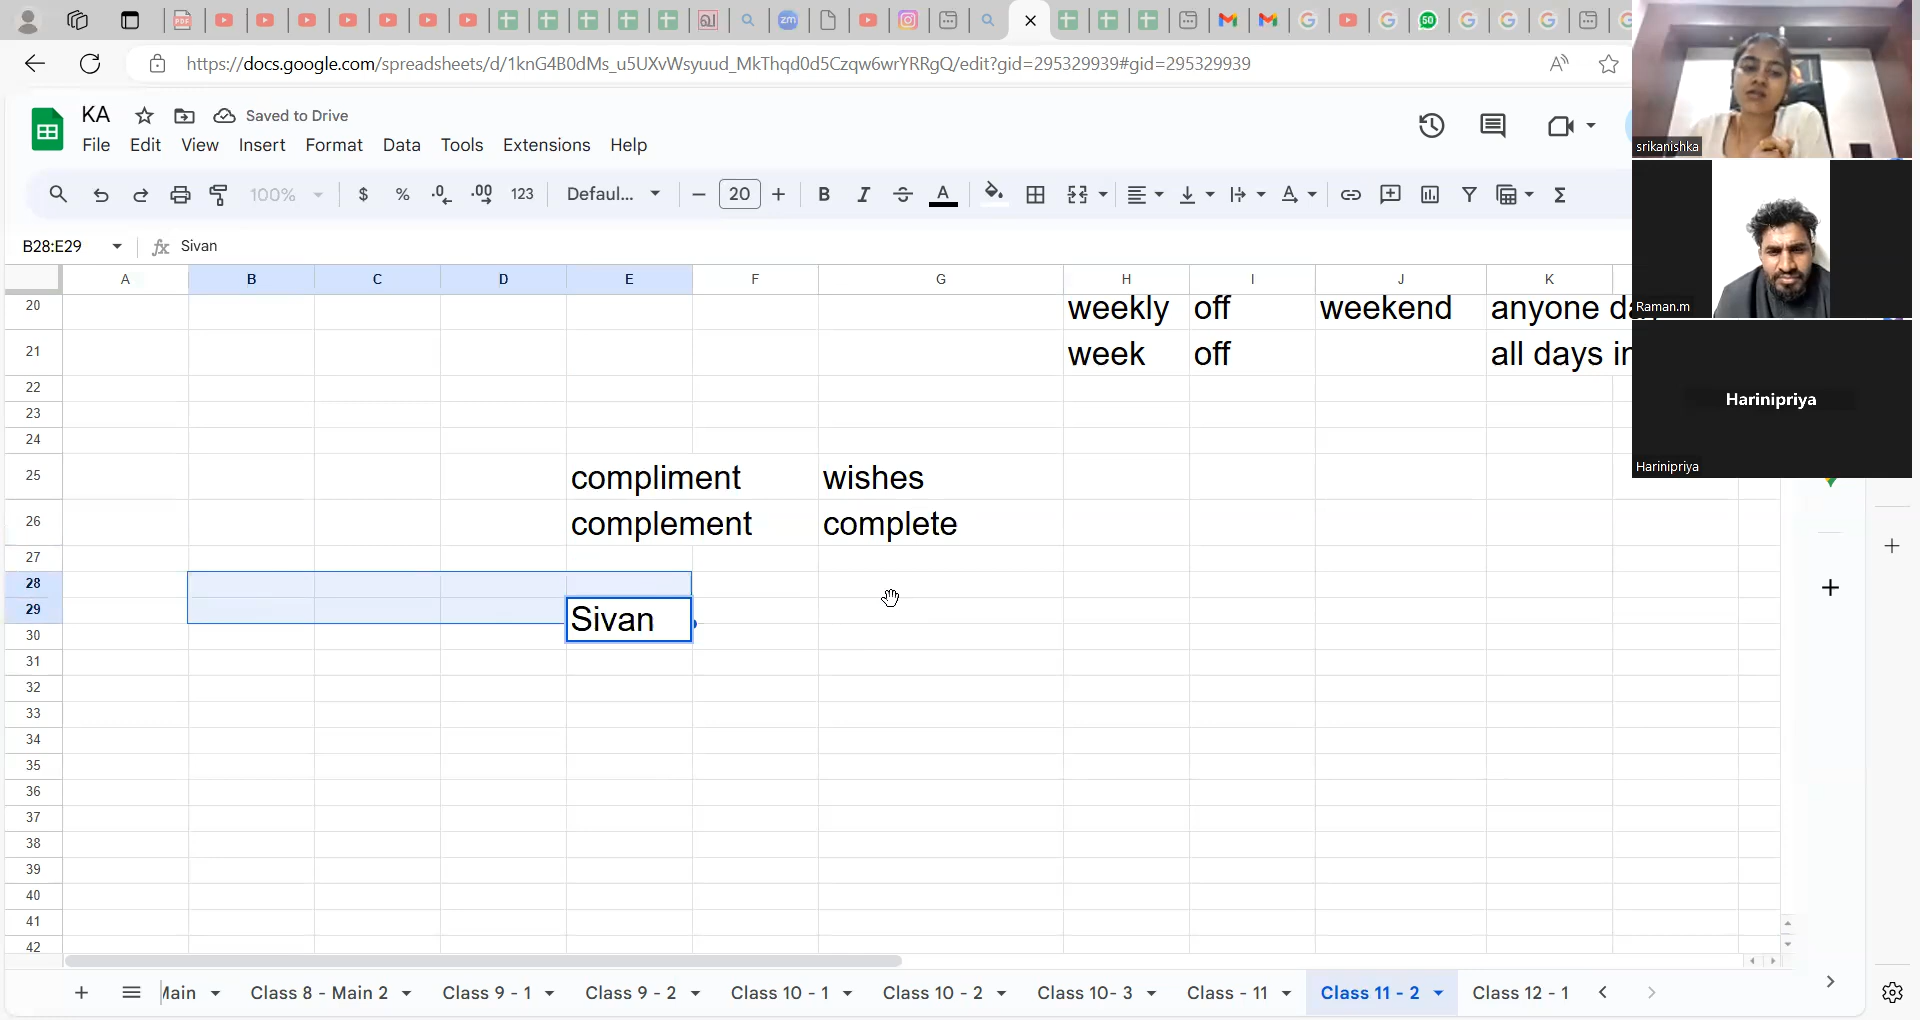 https://docs.google.com/spreadsheets/d/1knG4B0dMs_u5UXvWsyuud_MkThqd0d5Czqw6wrYRRgQ/edit?gid=295329939#gid=295329939
KA Saved to Drive
File Edit View Insert Format Data Tools Extensions Help
100% $ % .0 .00 123 Defaul... 20 B I A
B28:E29 fx Sivan
A B C D E F G H I J K
20 weekly off weekend anyone
21 week off all days
22
23
24
25 compliment wishes
26 complement complete
27
28
29 Sivan
30
31
32
33
34
35
36
37
38
39
40
41
42
Class 8 - Main 2 Class 9 - 1 Class 9 - 2 Class 10 - 1 Class 10 - 2 Class 10- 3 Class - 11 Class 11 - 2 Class 12 - 1
srikanishka
Raman.m
Harinipriya
Harinipriya